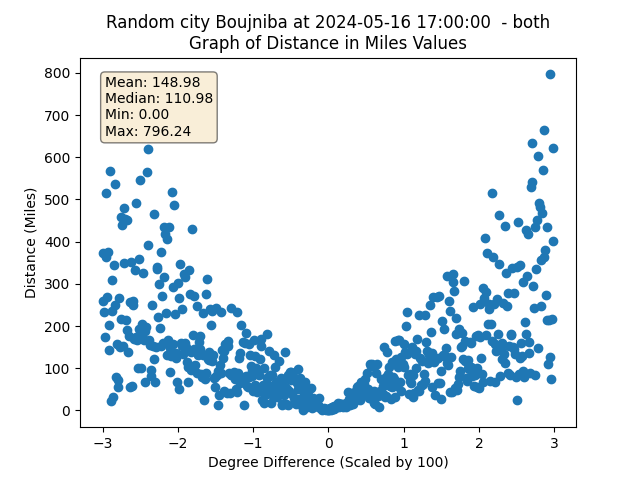 Random city Boujniba at 2024-05-16 17:00:00  - both
Graph of Distance in Miles Values
Mean: 148.98
Median: 110.98
Min: 0.00
Max: 796.24
800
700
600
500
400
300
200
100
0
Distance (Miles)
−3
−2
−1
0
1
2
3
Degree Difference (Scaled by 100)